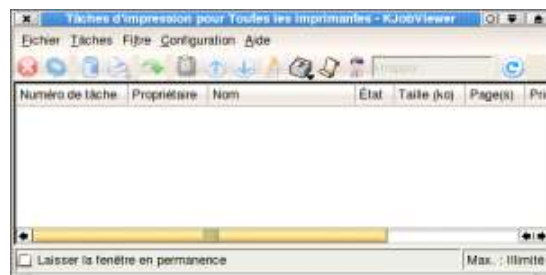 Tâches d'impression pour Toutes les imprimantes - KJobViewer
Fichier Tâches Filtre Configuration Aide
Numéro de tâche Propriétaire Nom État Taille (ko) Page(s) Pri
Laisser la fenêtre en permanence Max. : Illimité